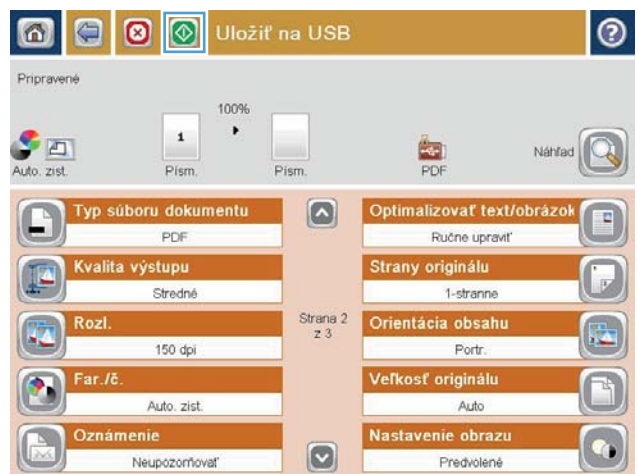 Uložiť na USB
Pripravené
100%
1
Auto. zist.
Písm.
Písm.
PDF
Náhľad
Typ súboru dokumentu
PDF
Optimalizovať text/obrázok
Ručne upraviť
Kvalita výstupu
Stredné
Strany originálu
1-stranne
Rozl.
150 dpi
Strana 2
z 3
Orientácia obsahu
Portr.
Far./č.
Auto. zist.
Veľkosť originálu
Auto
Oznámenie
Neupozorňovať
Nastavenie obrazu
Predvolené